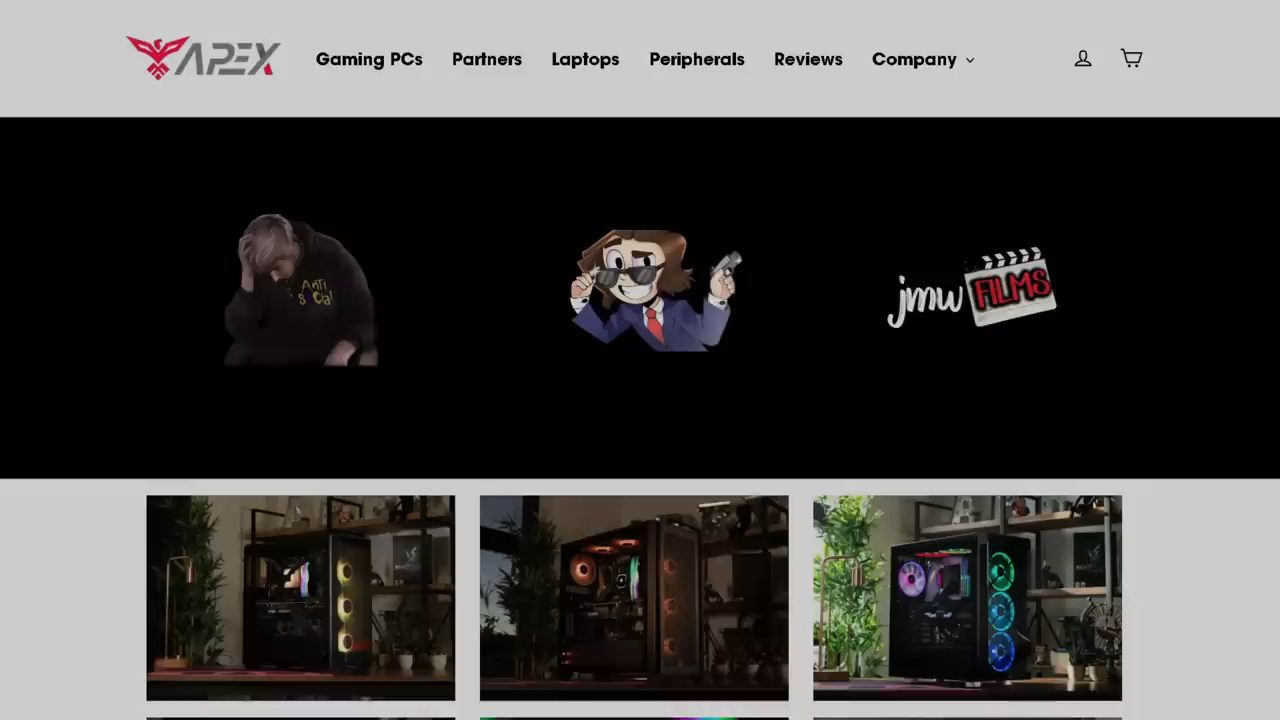 APEX
Gaming PCs
Partners
Laptops
Peripherals
Reviews
Company
Anti
Social
jmw FILMS